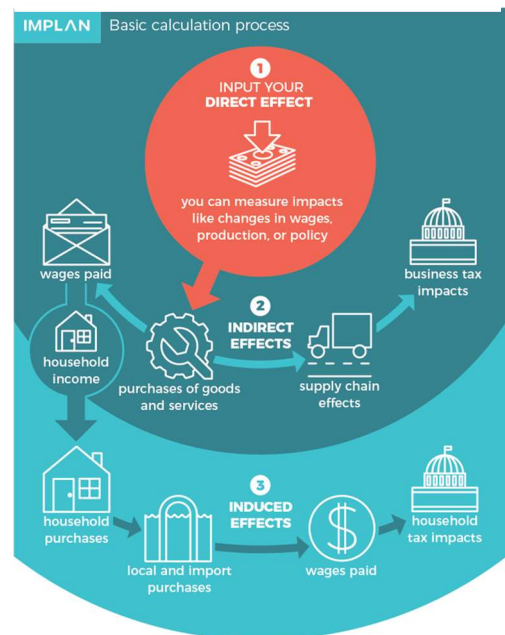 IMPLAN
Basic calculation process
1
INPUT YOUR
DIRECT EFFECT
you can measure impacts
like changes in wages,
production, or policy
wages paid
business tax
impacts
2
INDIRECT
EFFECTS
household
income
purchases of goods
and services
supply chain
effects
3
INDUCED
EFFECTS
household
purchases
local and import
purchases
wages paid
household
tax impacts